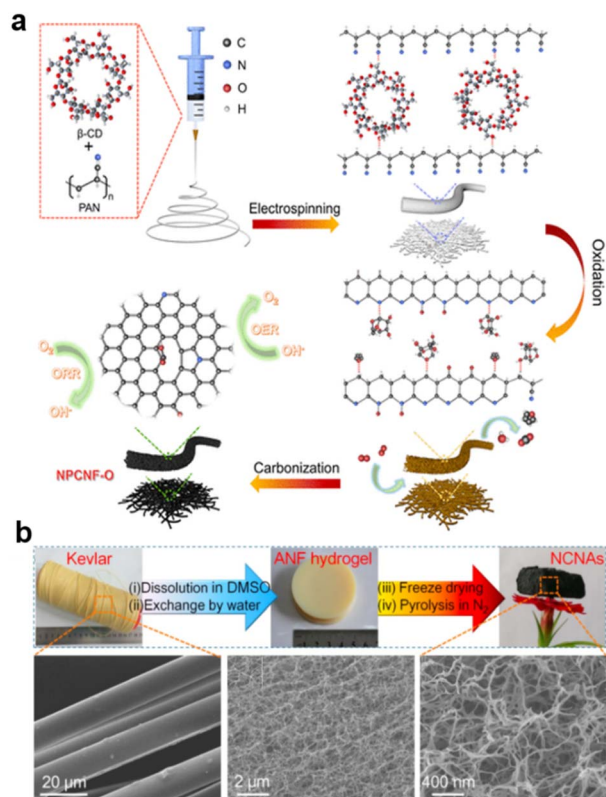 a
C
N
O
H
β-CD
+
PAN
n
Electrospinning
Oxidation
O₂
OER
OH⁻
O₂
ORR
OH⁻
Carbonization
NPCNF-O
b
Kevlar
(i)Dissolution in DMSO
(ii)Exchange by water
ANF hydrogel
(iii) Freeze drying
(iv) Pyrolysis in N₂
NCNAs
20 μm
2 μm
400 nm